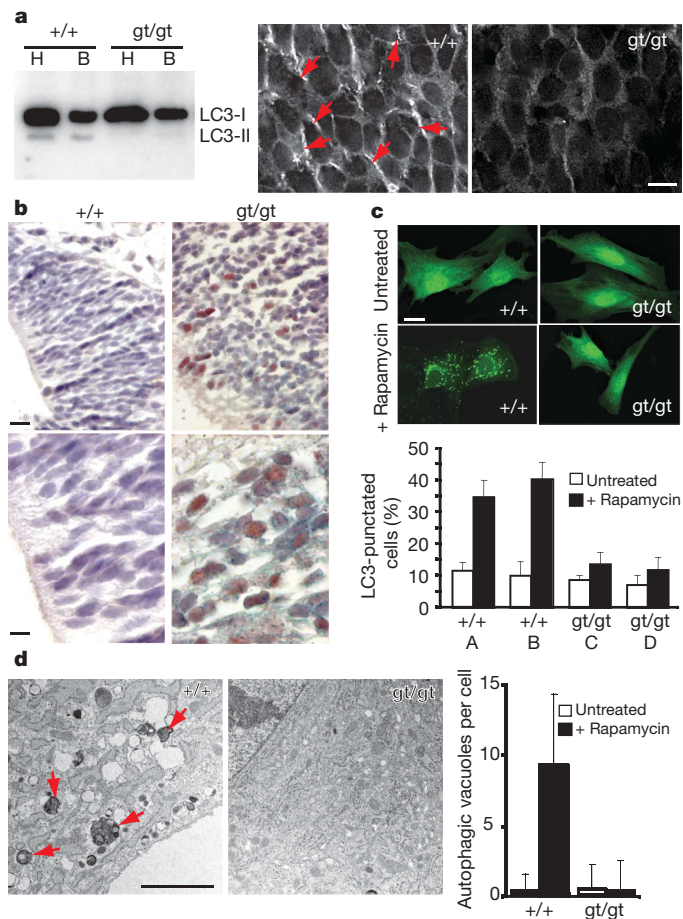 a
+/+ gt/gt
H B H B
LC3-I
LC3-II
+/+
gt/gt
b
+/+ gt/gt
c
Untreated
+/+
gt/gt
+ Rapamycin
+/+
gt/gt
LC3-punctated
cells (%)
50
40
30
20
10
0
Untreated
+ Rapamycin
+/+ +/+ gt/gt gt/gt
A B C D
d
+/+
gt/gt
Autophagic vacuoles per cell
15
10
5
0
Untreated
+ Rapamycin
+/+ gt/gt